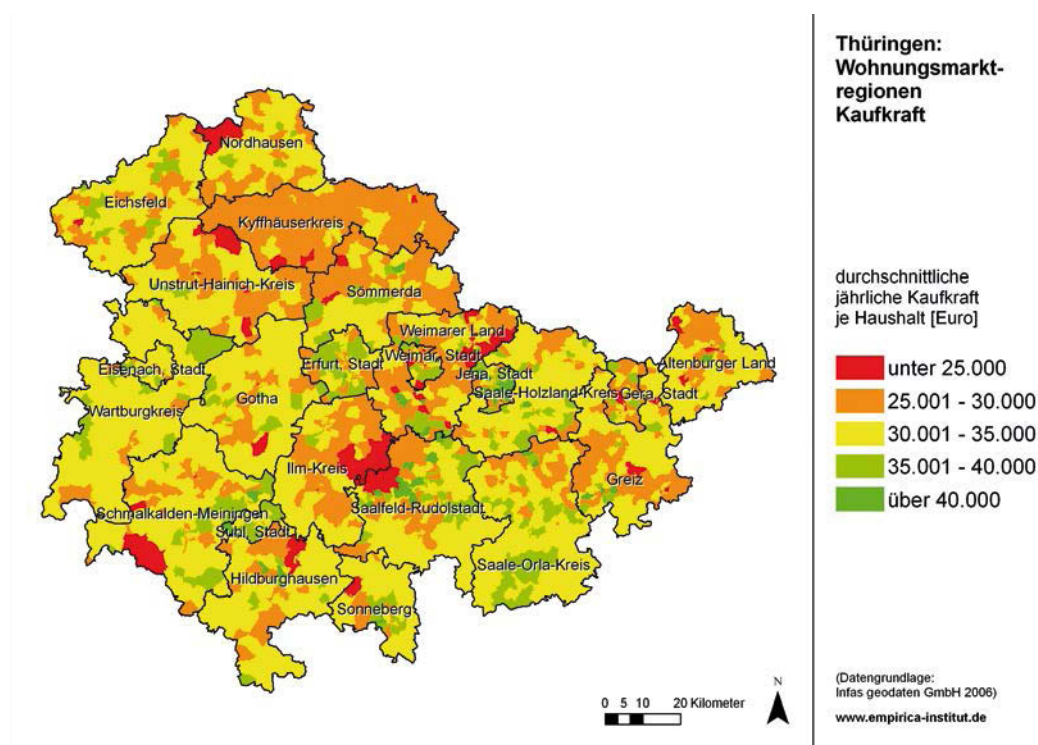 Thüringen:
Wohnungsmarkt-
regionen
Kaufkraft
Nordhausen
Eichsfeld
Kyffhäuserkreis
Unstrut-Hainich-Kreis
Sömmerda
Weimarer Land
Eisenach, Stadt
Erfurt, Stadt
Weimar, Stadt
Jena, Stadt
Altenburger Land
Wartburgkreis
Gotha
Saale-Holzland-Kreis
Gera, Stadt
Ilm-Kreis
Greiz
Schmalkalden-Meiningen
Saalfeld-Rudolstadt
Suhl, Stadt
Saale-Orla-Kreis
Hildburghausen
Sonneberg
durchschnittliche
jährliche Kaufkraft
je Haushalt [Euro]
unter 25.000
25.001 - 30.000
30.001 - 35.000
35.001 - 40.000
über 40.000
N
0 5 10 20 Kilometer
(Datengrundlage:
Infas geodaten GmbH 2006)
www.empirica-institut.de